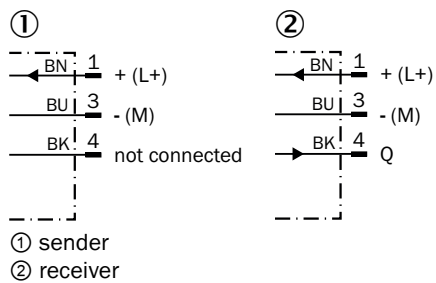 ① ②
BN 1 + (L+) BN 1 + (L+)
BU 3 - (M) BU 3 - (M)
BK 4 not connected BK 4 Q
① sender
② receiver